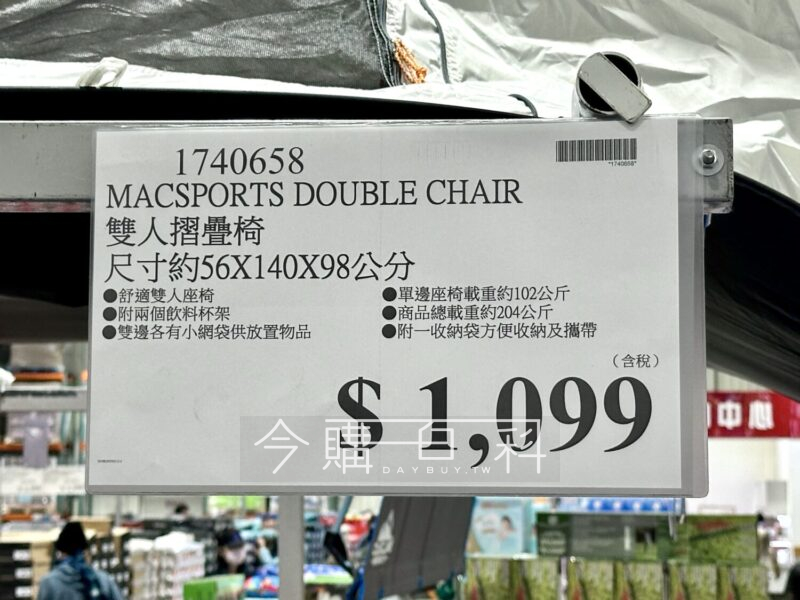 1740658
*1740658*
MACSPORTS DOUBLE CHAIR
雙人摺疊椅
尺寸約56X140X98公分
●舒適雙人座椅
●附兩個飲料杯架
●雙邊各有小網袋供放置物品
●單邊座椅載重約102公斤
●商品總載重約204公斤
●附一收納袋方便收納及攜帶
（含稅）
$ 1,099
今購百科
DAYBUY.TW
心中